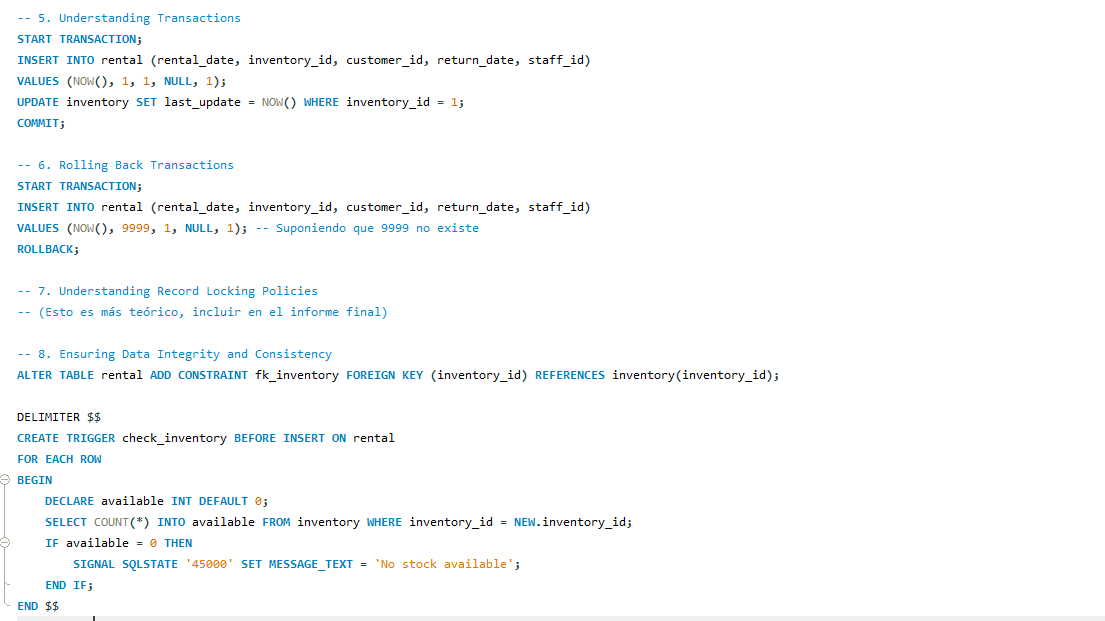 -- 5. Understanding Transactions
START TRANSACTION;
INSERT INTO rental (rental_date, inventory_id, customer_id, return_date, staff_id)
VALUES (NOW(), 1, 1, NULL, 1);
UPDATE inventory SET last_update = NOW() WHERE inventory_id = 1;
COMMIT;
-- 6. Rolling Back Transactions
START TRANSACTION;
INSERT INTO rental (rental_date, inventory_id, customer_id, return_date, staff_id)
VALUES (NOW(), 9999, 1, NULL, 1); -- Suponiendo que 9999 no existe
ROLLBACK;
-- 7. Understanding Record Locking Policies
-- (Esto es más teórico, incluir en el informe final)
-- 8. Ensuring Data Integrity and Consistency
ALTER TABLE rental ADD CONSTRAINT fk_inventory FOREIGN KEY (inventory_id) REFERENCES inventory(inventory_id);
DELIMITER $$
CREATE TRIGGER check_inventory BEFORE INSERT ON rental
FOR EACH ROW
BEGIN
DECLARE available INT DEFAULT 0;
SELECT COUNT(*) INTO available FROM inventory WHERE inventory_id = NEW.inventory_id;
IF available = 0 THEN
SIGNAL SQLSTATE '45000' SET MESSAGE_TEXT = 'No stock available';
END IF;
END $$